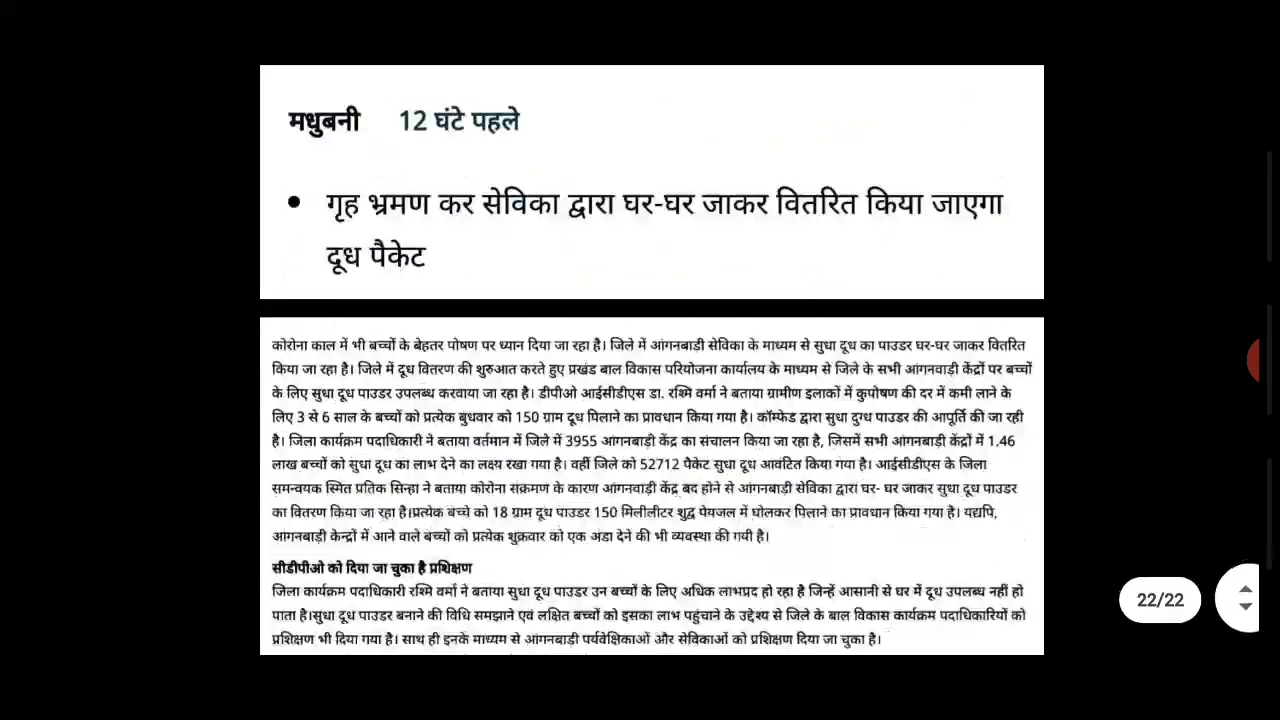 मधुबनी 12 घंटे पहले
• गृह भ्रमण कर सेविका द्वारा घर-घर जाकर वितरित किया जाएगा
दूध पैकेट
कोरोना काल में भी बच्चों के बेहतर पोषण पर ध्यान दिया जा रहा है। जिले में आंगनबाड़ी सेविका के माध्यम से सुधा दूध का पाउडर घर-घर जाकर वितरित
किया जा रहा है। जिले में दूध वितरण की शुरुआत करते हुए प्रखंड बाल विकास परियोजना कार्यालय के माध्यम से जिले के सभी आंगनवाड़ी केंद्रों पर बच्चों
के लिए सुधा दूध पाउडर उपलब्ध करवाया जा रहा है। डीपीओ आईसीडीएस डा. रश्मि वर्मा ने बताया ग्रामीण इलाकों में कुपोषण की दर में कमी लाने के
लिए 3 से 6 साल के बच्चों को प्रत्येक बुधवार को 150 ग्राम दूध पिलाने का प्रावधान किया गया है। कॉम्फेड द्वारा सुधा दुग्ध पाउडर की आपूर्ति की जा रही
है। जिला कार्यक्रम पदाधिकारी ने बताया वर्तमान में जिले में 3955 आंगनबाड़ी केंद्र का संचालन किया जा रहा है, जिसमें सभी आंगनबाड़ी केंद्रों में 1.46
लाख बच्चों को सुधा दूध का लाभ देने का लक्ष्य रखा गया है। वहीं जिले को 52712 पैकेट सुधा दूध आवंटित किया गया है। आईसीडीएस के जिला
समन्वयक स्मित प्रतिक सिन्हा ने बताया कोरोना संक्रमण के कारण आंगनवाड़ी केंद्र बंद होने से आंगनबाड़ी सेविका द्वारा घर- घर जाकर सुधा दूध पाउडर
का वितरण किया जा रहा है।प्रत्येक बच्चे को 18 ग्राम दूध पाउडर 150 मिलीलीटर शुद्ध पेयजल में घोलकर पिलाने का प्रावधान किया गया है। यद्यपि,
आंगनबाड़ी केन्द्रों में आने वाले बच्चों को प्रत्येक शुक्रवार को एक अंडा देने की भी व्यवस्था की गयी है।
सीडीपीओ को दिया जा चुका है प्रशिक्षण
जिला कार्यक्रम पदाधिकारी रश्मि वर्मा ने बताया सुधा दूध पाउडर उन बच्चों के लिए अधिक लाभप्रद हो रहा है जिन्हें आसानी से घर में दूध उपलब्ध नहीं हो
पाता है।सुधा दूध पाउडर बनाने की विधि समझाने एवं लक्षित बच्चों को इसका लाभ पहुंचाने के उद्देश्य से जिले के बाल विकास कार्यक्रम पदाधिकारियों को
प्रशिक्षण भी दिया गया है। साथ ही इनके माध्यम से आंगनबाड़ी पर्यवेक्षिकाओं और सेविकाओं को प्रशिक्षण दिया जा चुका है।
22/22